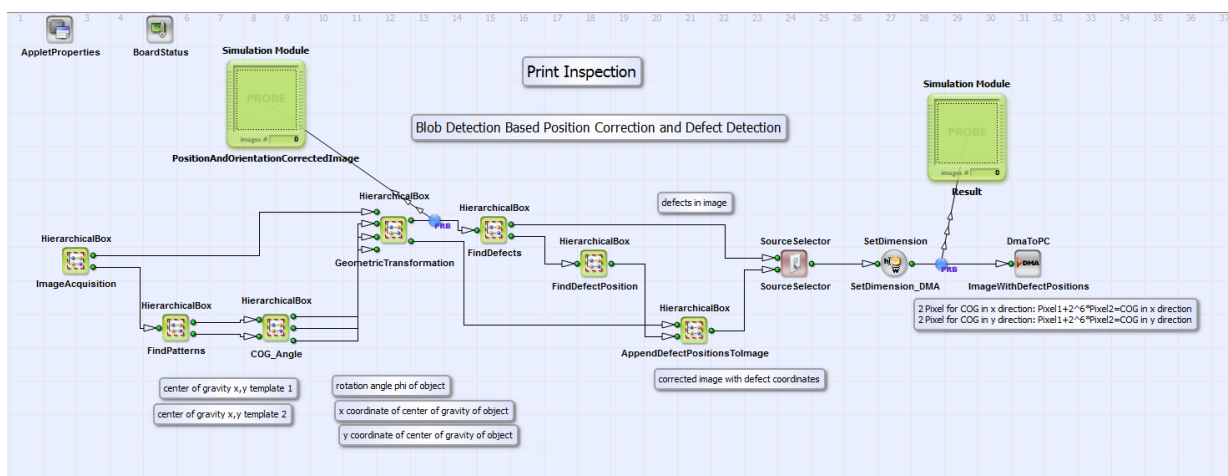 1 2 3 4 5 6 7 8 9 10 11 12 13 14 15 16 17 18 19 20 21 22 23 24 25 26 27 28 29 30 31 32 33 34 35 36 37
AppletProperties
BoardStatus
Simulation Module
PROBE
Images # 0
PositionAndOrientationCorrectedImage
Print Inspection
Blob Detection Based Position Correction and Defect Detection
Simulation Module
PROBE
Images # 0
Result
HierarchicalBox
ImageAcquisition
HierarchicalBox
FindPatterns
HierarchicalBox
COG_Angle
HierarchicalBox
GeometricTransformation
PRB
HierarchicalBox
FindDefects
HierarchicalBox
FindDefectPosition
HierarchicalBox
AppendDefectPositionsToImage
defects in image
SourceSelector
SourceSelector
SetDimension
SetDimension_DMA
PRB
DmaToPC
DMA
ImageWithDefectPositions
2 Pixel for COG in x direction: Pixel1+2^6*Pixel2=COG in x direction
2 Pixel for COG in y direction: Pixel1+2^6*Pixel2=COG in y direction
corrected image with defect coordinates
center of gravity x,y template 1
center of gravity x,y template 2
rotation angle phi of object
x coordinate of center of gravity of object
y coordinate of center of gravity of object